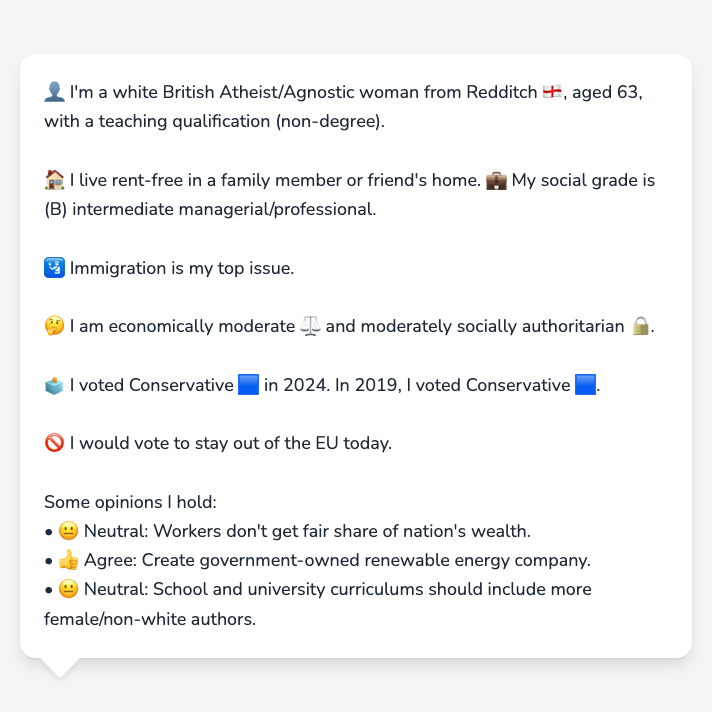 👤 I'm a white British Atheist/Agnostic woman from Redditch 🏴󠁧󠁢󠁥󠁮󠁧󠁿, aged 63,
with a teaching qualification (non-degree).
🏠 I live rent-free in a family member or friend's home. 💼 My social grade is
(B) intermediate managerial/professional.
🛂 Immigration is my top issue.
🤔 I am economically moderate ⚖️ and moderately socially authoritarian 🔒.
🗳️ I voted Conservative 🟦 in 2024. In 2019, I voted Conservative 🟦.
🚫 I would vote to stay out of the EU today.
Some opinions I hold:
• 😐 Neutral: Workers don't get fair share of nation's wealth.
• 👍 Agree: Create government-owned renewable energy company.
• 😐 Neutral: School and university curriculums should include more
female/non-white authors.